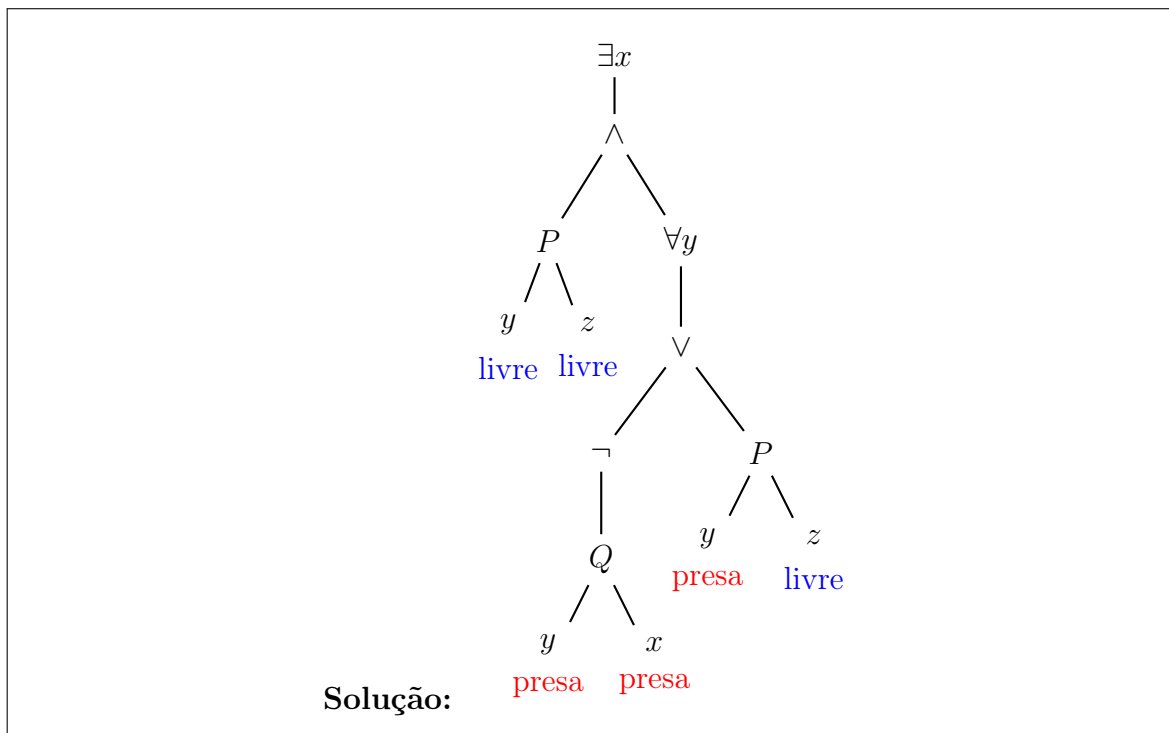 ∃x
∧
P ∀y
y z
livre livre
∨
¬ P
y z
presa livre
Q
y x
presa presa
Solução: